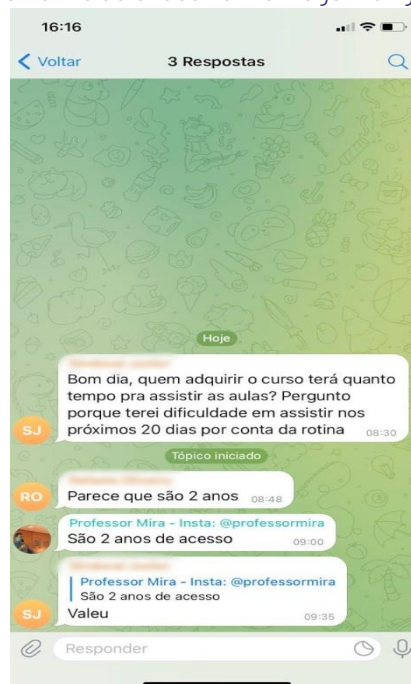 16:16
Voltar
3 Respostas
Hoje
Bom dia, quem adquirir o curso terá quanto
tempo pra assistir as aulas? Pergunto
porque terei dificuldade em assistir nos
próximos 20 dias por conta da rotina 08:30
SJ
Tópico iniciado
RO
Parece que são 2 anos 08:48
Professor Mira - Insta: @professormira
São 2 anos de acesso 09:00
Professor Mira - Insta: @professormira
São 2 anos de acesso
SJ
Valeu 09:35
Responder